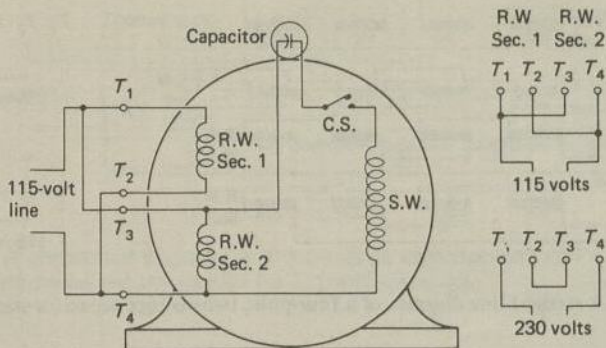 Capacitor
T1
R.W.
Sec. 1
C.S.
T2
115-volt
line
T3
S.W.
R.W.
Sec. 2
T4
R.W. R.W.
Sec. 1 Sec. 2
T1 T2 T3 T4
115 volts
T T2 T3 T4
230 volts